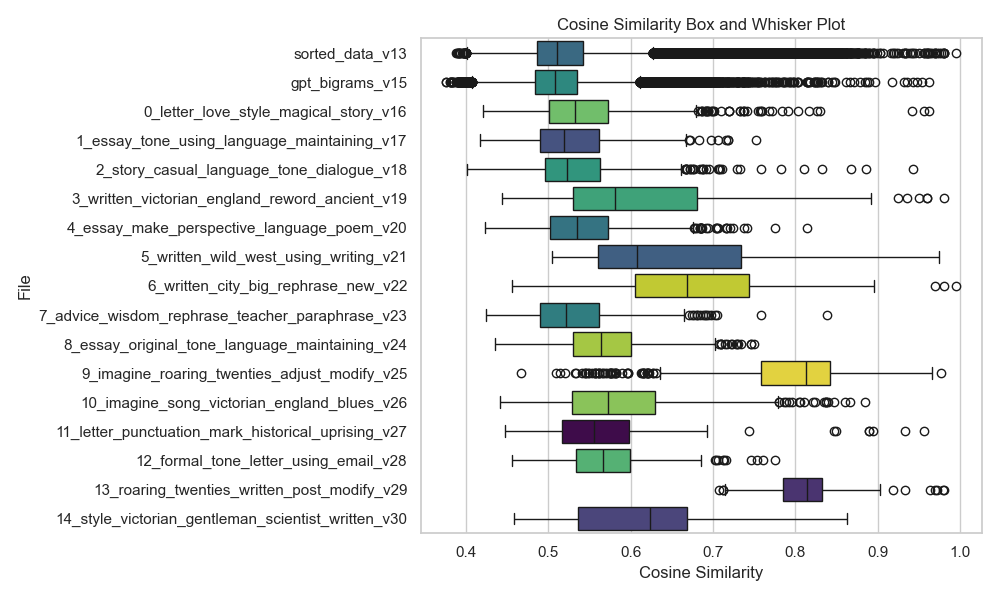 Cosine Similarity Box and Whisker Plot
sorted_data_v13
gpt_bigrams_v15
0_letter_love_style_magical_story_v16
1_essay_tone_using_language_maintaining_v17
2_story_casual_language_tone_dialogue_v18
3_written_victorian_england_reword_ancient_v19
4_essay_make_perspective_language_poem_v20
5_written_wild_west_using_writing_v21
6_written_city_big_rephrase_new_v22
7_advice_wisdom_rephrase_teacher_paraphrase_v23
8_essay_original_tone_language_maintaining_v24
9_imagine_roaring_twenties_adjust_modify_v25
10_imagine_song_victorian_england_blues_v26
11_letter_punctuation_mark_historical_uprising_v27
12_formal_tone_letter_using_email_v28
13_roaring_twenties_written_post_modify_v29
14_style_victorian_gentleman_scientist_written_v30
File
0.4 0.5 0.6 0.7 0.8 0.9 1.0
Cosine Similarity